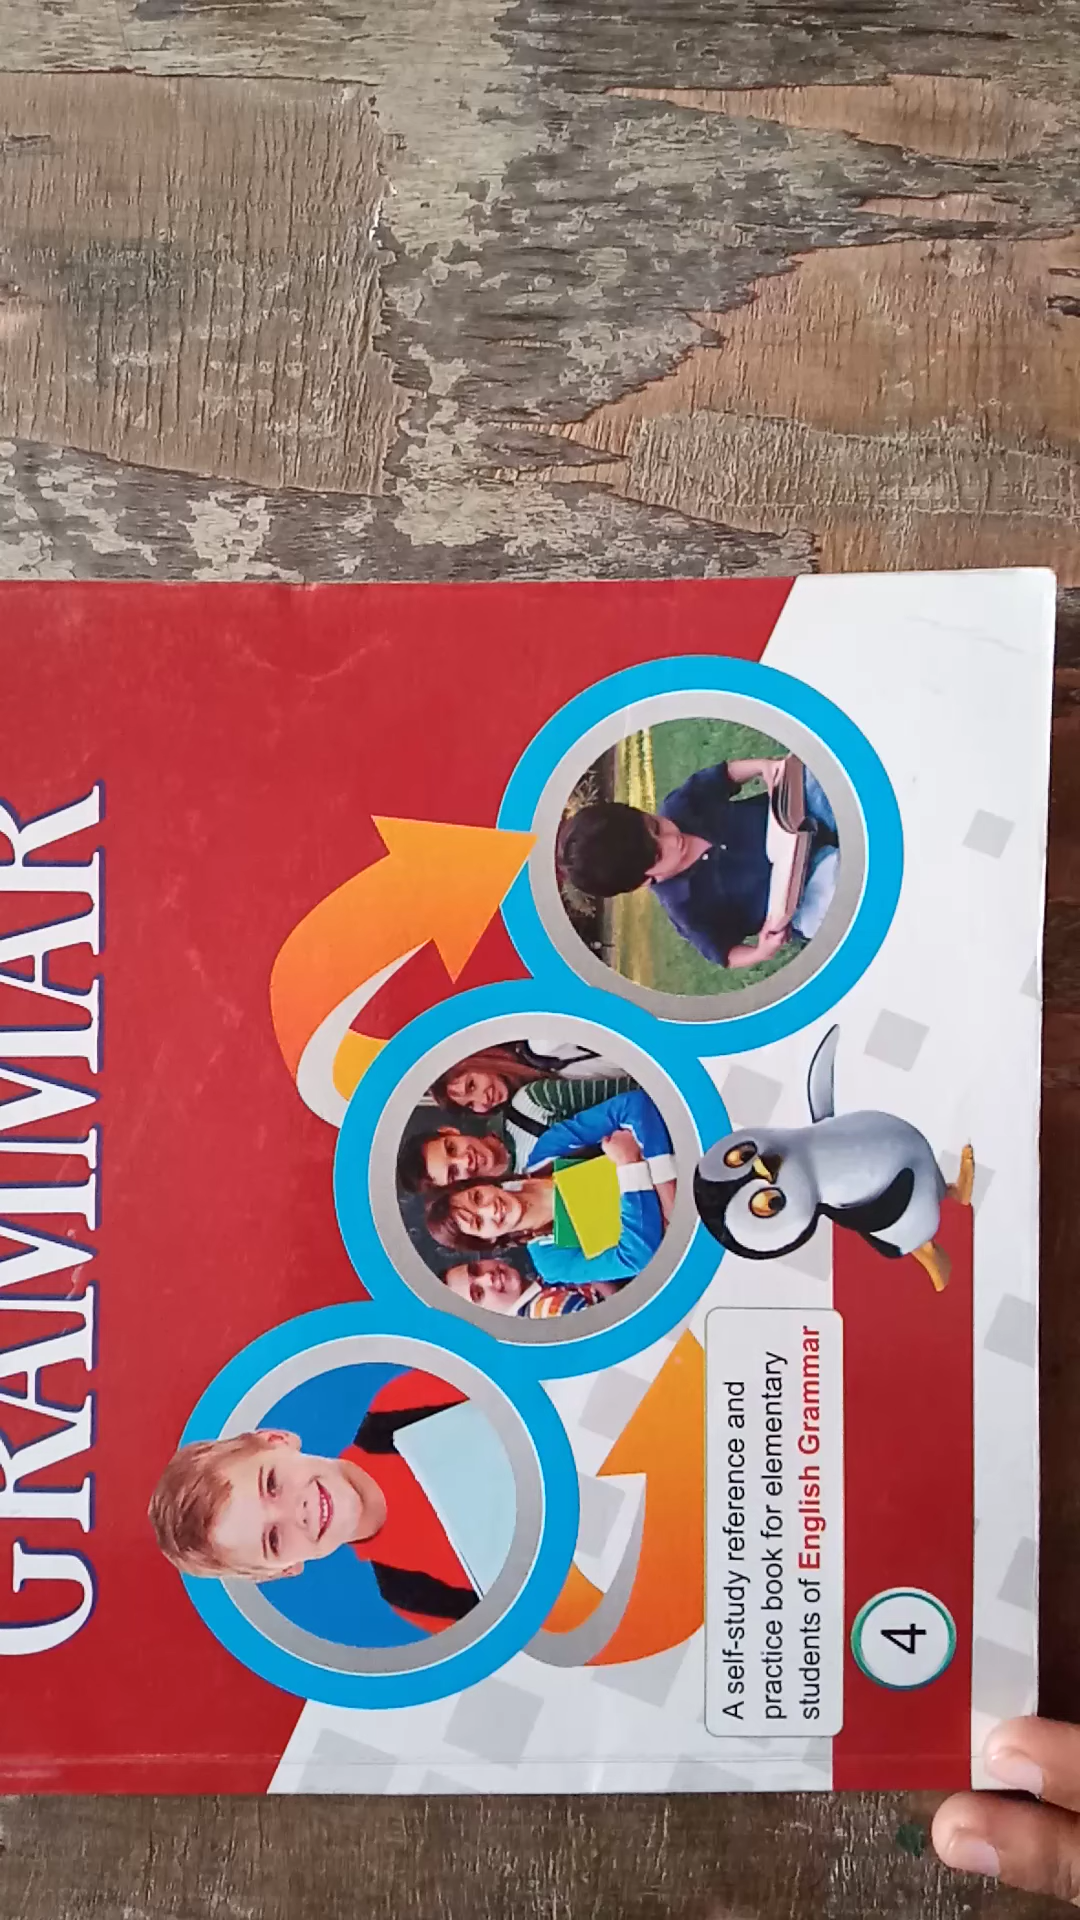 GRAMMAR
A self-study reference and
practice book for elementary
students of English Grammar
4